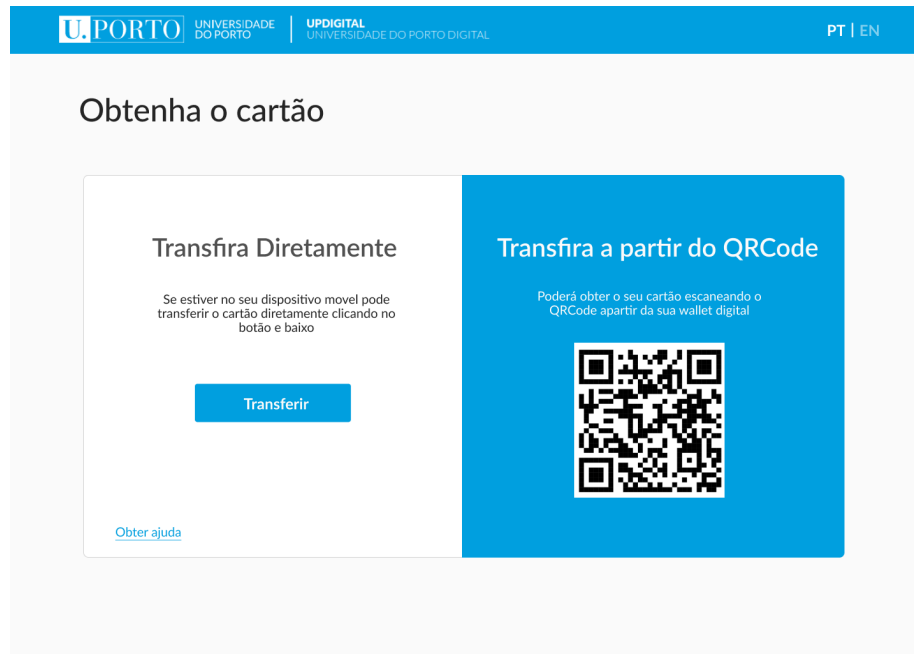 U.PORTO UNIVERSIDADE DO PORTO
UPDIGITAL
UNIVERSIDADE DO PORTO DIGITAL
PT | EN
Obtenha o cartão
Transfira Diretamente
Se estiver no seu dispositivo movel pode
transferir o cartão diretamente clicando no
botão e baixo
Transferir
Obter ajuda
Transfira a partir do QRCode
Poderá obter o seu cartão escaneando o
QRCode apartir da sua wallet digital